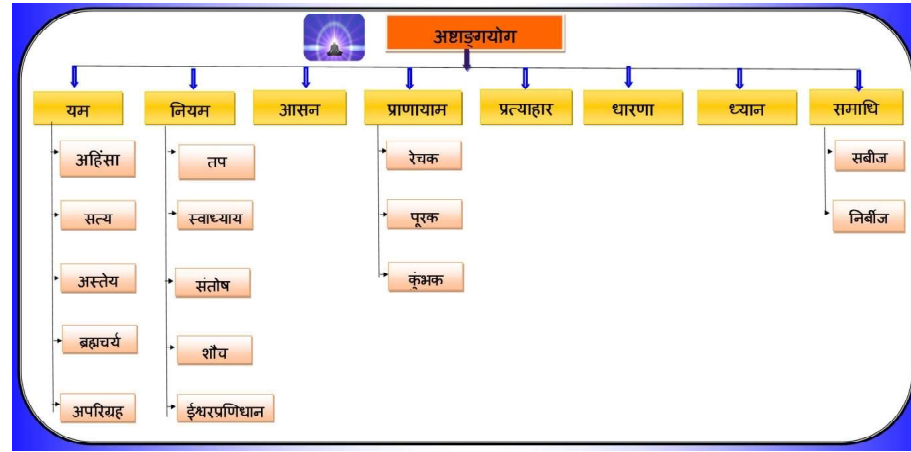 अष्टाङ्गयोग
यम
नियम
आसन
प्राणायाम
प्रत्याहार
धारणा
ध्यान
समाधि
अहिंसा
सत्य
अस्तेय
ब्रह्मचर्य
अपरिग्रह
तप
स्वाध्याय
संतोष
शौच
ईश्वरप्रणिधान
रेचक
पूरक
कुंभक
सबीज
निर्बीज